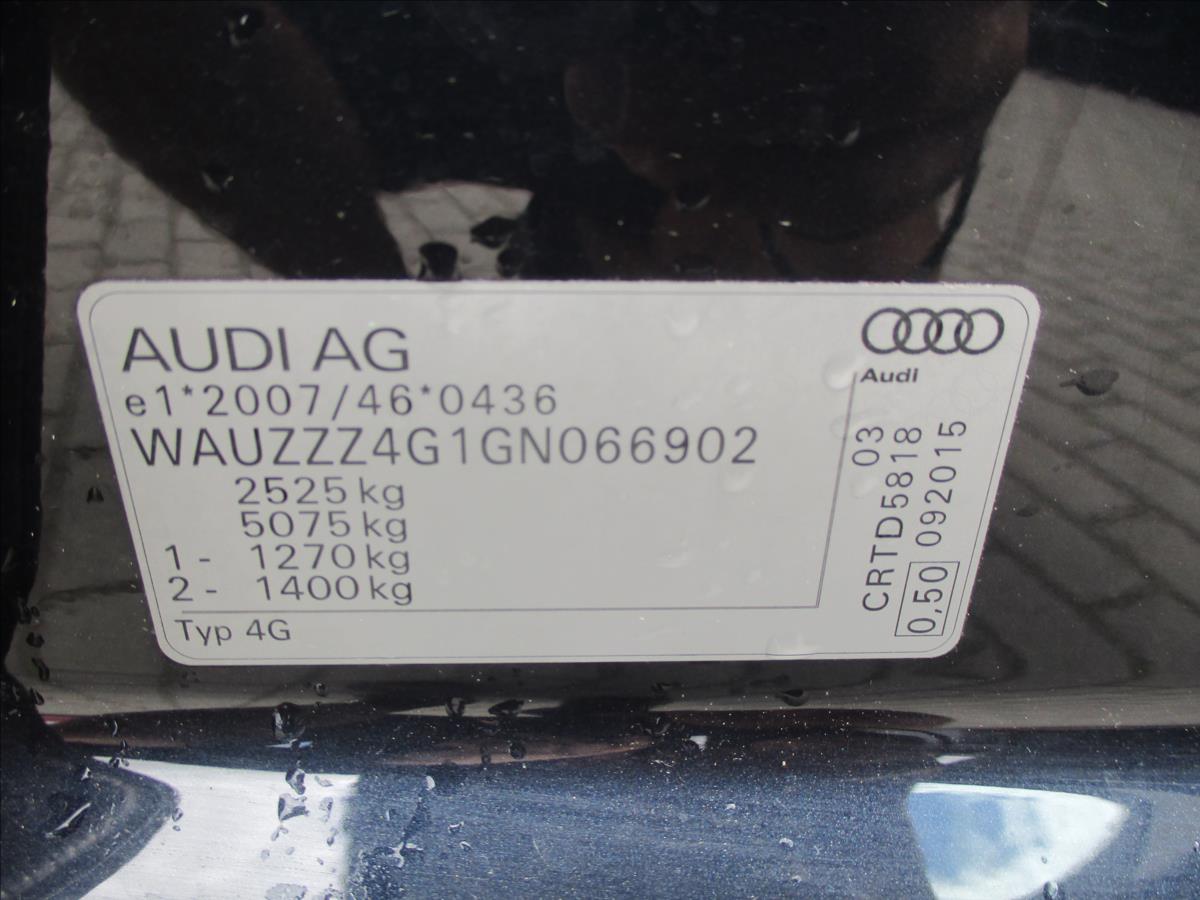 AUDI AG
e1*2007/46*0436
WAUZZZ4G1GN066902
2525 kg
5075 kg
1 - 1270 kg
2 - 1400 kg
Typ 4G
Audi
03
CRTD5818
0,50 092015